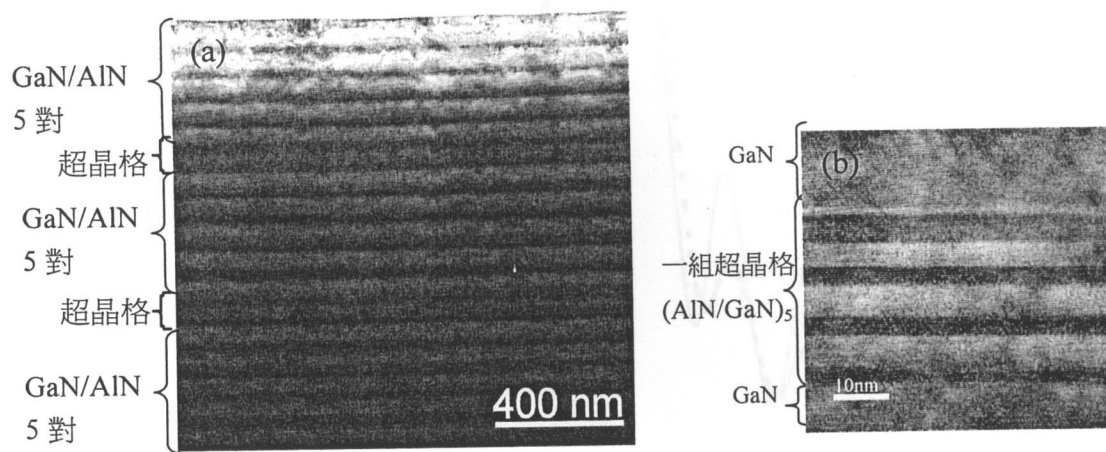 (a)
GaN/AlN
5 對
超晶格
GaN/AlN
5 對
超晶格
GaN/AlN
5 對
400 nm
(b)
GaN
一組超晶格
(AlN/GaN)₅
GaN
10nm